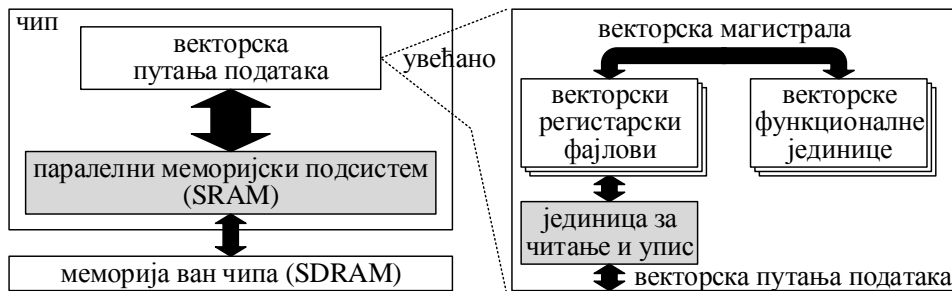 чип
векторска
путања података
паралелни меморијски подсистем
(SRAM)
меморија ван чипа (SDRAM)
увећано
векторска магистрала
векторски
регистарски
фајлови
векторске
функционалне
јединице
јединица за
читање и упис
векторска путања података